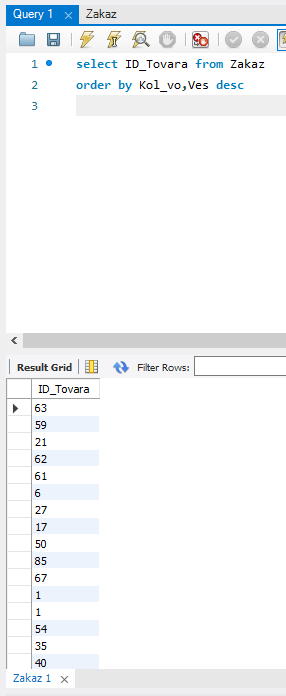 Query 1 Zakaz
1 select ID_Tovara from Zakaz
2 order by Kol_vo,Ves desc
3
Result Grid Filter Rows:
ID_Tovara
63
59
21
62
61
6
27
17
50
85
67
1
1
54
35
40
Zakaz 1